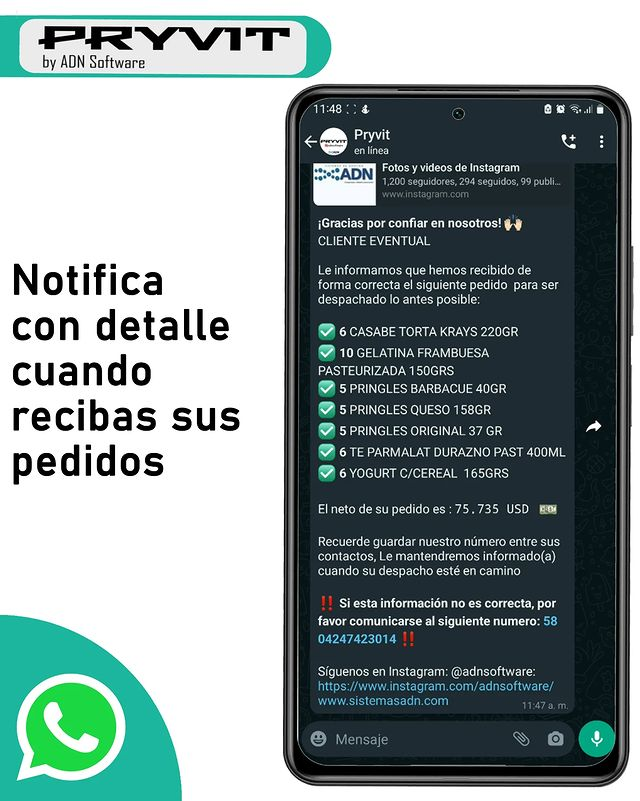 PRYVIT
by ADN Software
Notifica
con detalle
cuando
recibas sus
pedidos
11:48
Pryvit
en línea
PRYVIT
ADN
Fotos y videos de Instagram
1,200 seguidores, 294 seguidos, 99 publi...
www.instagram.com
¡Gracias por confiar en nosotros! 🙌🏻
CLIENTE EVENTUAL
Le informamos que hemos recibido de
forma correcta el siguiente pedido para ser
despachado lo antes posible:
✅ 6 CASABE TORTA KRAYS 220GR
✅ 10 GELATINA FRAMBUESA
PASTEURIZADA 150GRS
✅ 5 PRINGLES BARBACUE 40GR
✅ 5 PRINGLES QUESO 158GR
✅ 5 PRINGLES ORIGINAL 37 GR
✅ 6 TE PARMALAT DURAZNO PAST 400ML
✅ 6 YOGURT C/CEREAL 165GRS
El neto de su pedido es : 75.735 USD 💵
Recuerde guardar nuestro número entre sus
contactos, Le mantendremos informado(a)
cuando su despacho esté en camino
‼️ Si esta información no es correcta, por
favor comunicarse al siguiente numero: 58
04247423014 ‼️
Síguenos en Instagram: @adnsoftware:
https://www.instagram.com/adnsoftware/
www.sistemasadn.com
11:47 a. m.
Mensaje